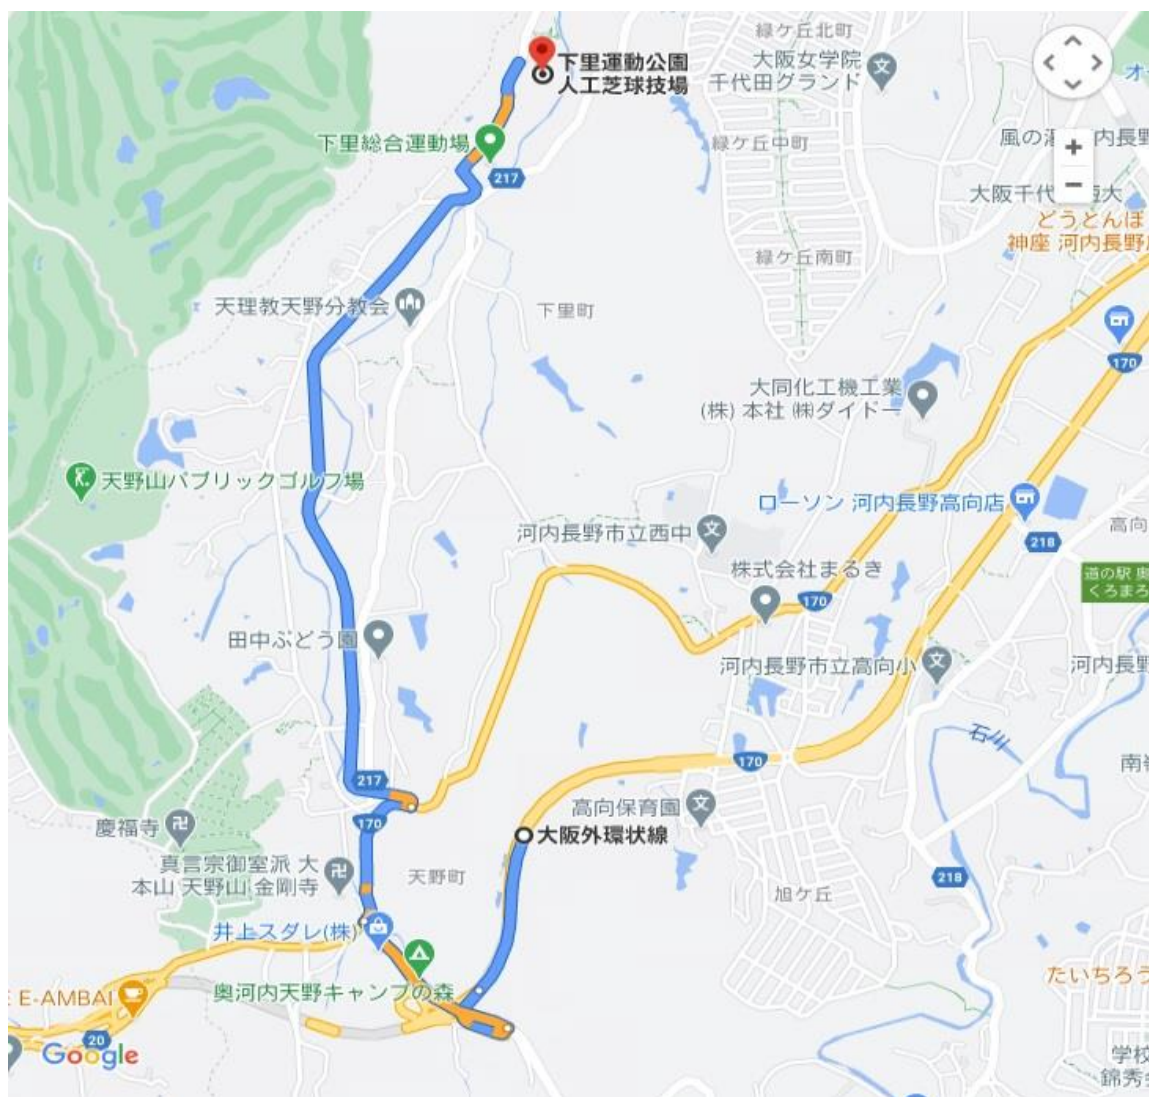 緑ケ丘北町
大阪女学院
千代田グランド
下里運動公園
人工芝球技場
下里総合運動場
緑ケ丘中町
217
風の湯 河内長野
大阪千代
短大
どうとんぼ
神座 河内長野
緑ケ丘南町
天理教天野分教会
下里町
170
大同化工機工業
(株) 本社 ㈱ダイドー
天野山パブリックゴルフ場
ローソン 河内長野高向店
河内長野市立西中
218
高向
株式会社まるき
道の駅 奥
くろまろ
170
田中ぶどう園
河内長野市立高向小
河内長野
石川
170
217
高向保育園
170
慶福寺
大阪外環状線
真言宗御室派 大
本山 天野山 金剛寺
天野町
218
旭ケ丘
井上スダレ(株)
奥河内天野キャンプの森
E E-AMBAI
たいちろう
20
Google
学校
錦秀会